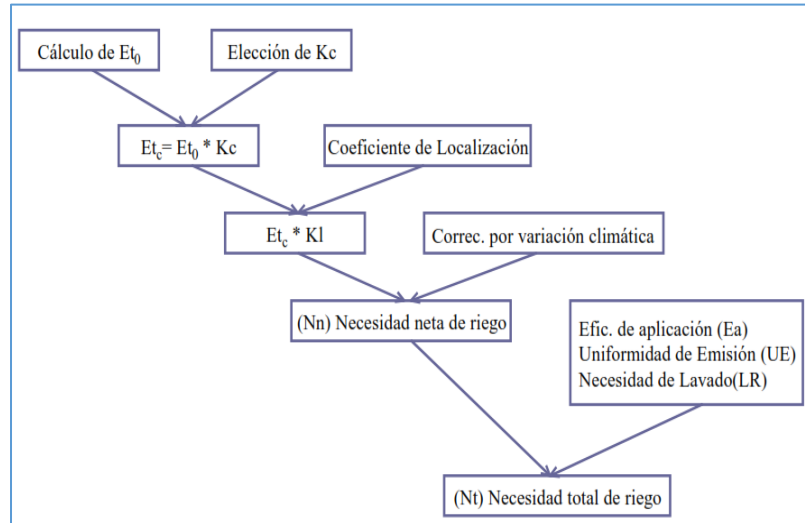 Cálculo de Et₀
Elección de Kc
Et_c= Et₀ * Kc
Coeficiente de Localización
Et_c * Kl
Correc. por variación climática
(Nn) Necesidad neta de riego
Efic. de aplicación (Ea)
Uniformidad de Emisión (UE)
Necesidad de Lavado(LR)
(Nt) Necesidad total de riego